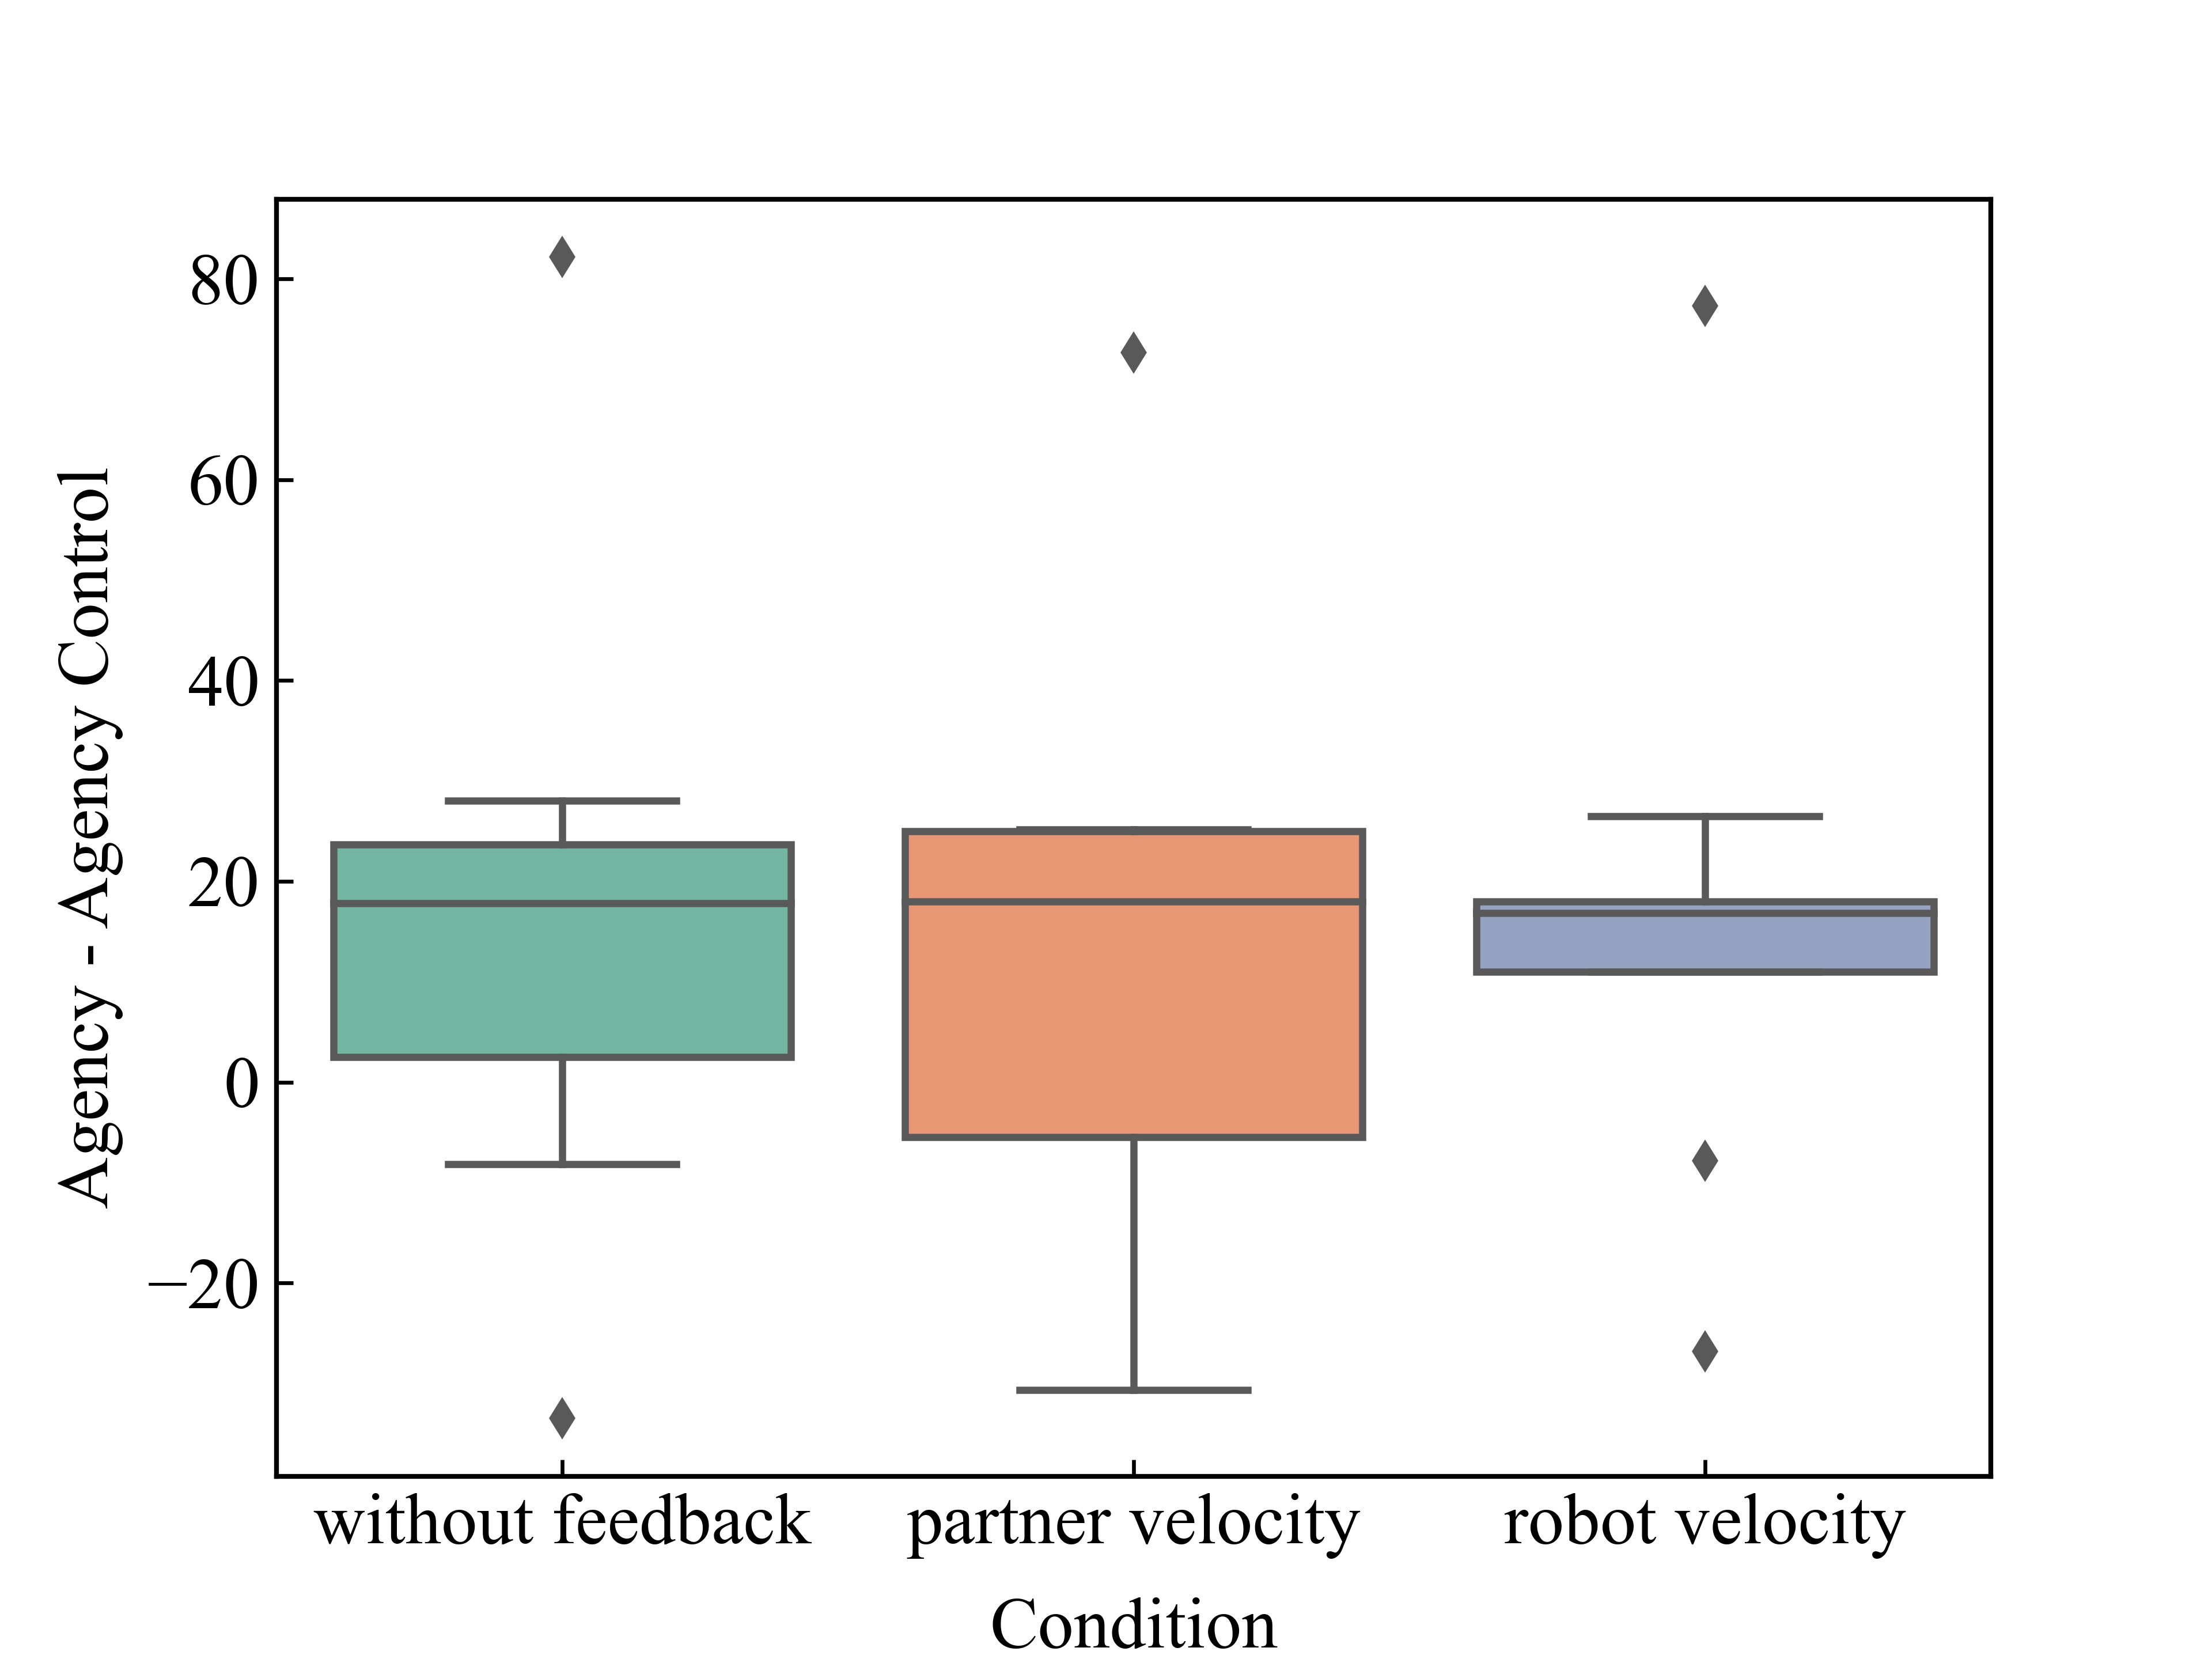 Agency - Agency Control
80
60
40
20
0
−20
without feedback
partner velocity
robot velocity
Condition